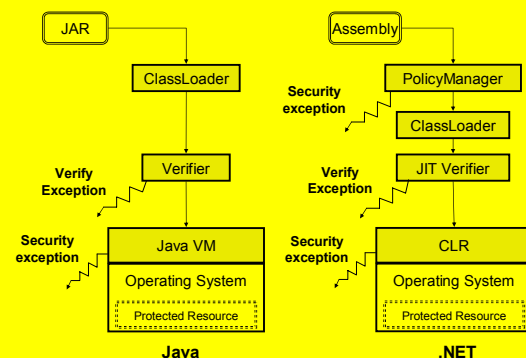 JAR
ClassLoader
Verifier
Verify
Exception
Security
exception
Java VM
Operating System
Protected Resource
Java
Assembly
PolicyManager
Security
exception
ClassLoader
JIT Verifier
Verify
Exception
Security
exception
CLR
Operating System
Protected Resource
.NET